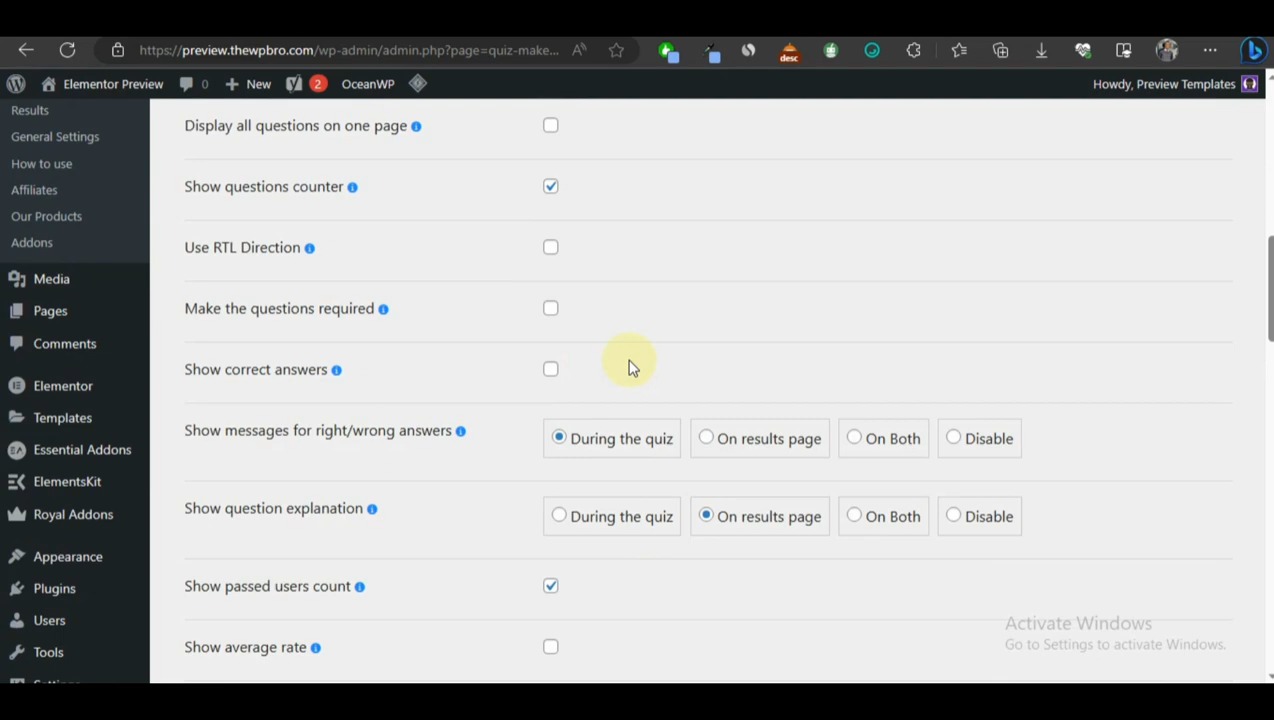 https://preview.thewpbro.com/wp-admin/admin.php?page=quiz-make...
desc
Elementor Preview
0
New
2
OceanWP
Howdy, Preview Templates
Results
General Settings
How to use
Affiliates
Our Products
Addons
Media
Pages
Comments
Elementor
Templates
Essential Addons
ElementsKit
Royal Addons
Appearance
Plugins
Users
Tools
Display all questions on one page
Show questions counter
Use RTL Direction
Make the questions required
Show correct answers
Show messages for right/wrong answers
During the quiz
On results page
On Both
Disable
Show question explanation
During the quiz
On results page
On Both
Disable
Show passed users count
Show average rate
Activate Windows
Go to Settings to activate Windows.